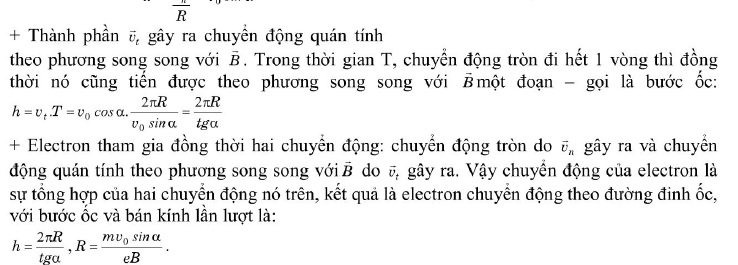 R
+ Thành phần v⃗ₜ gây ra chuyển động quán tính
theo phương song song với B⃗. Trong thời gian T, chuyển động tròn đi hết 1 vòng thì đồng
thời nó cũng tiến được theo phương song song với B⃗ một đoạn – gọi là bước ốc:
h = vₜ.T = v₀ cosα. 2πR / (v₀ sinα) = 2πR / tgα
+ Electron tham gia đồng thời hai chuyển động: chuyển động tròn do v⃗ₙ gây ra và chuyển
động quán tính theo phương song song với B⃗ do v⃗ₜ gây ra. Vậy chuyển động của electron là
sự tổng hợp của hai chuyển động nó trên, kết quả là electron chuyển động theo đường đinh ốc,
với bước ốc và bán kính lần lượt là:
h = 2πR / tgα , R = mv₀ sinα / eB .